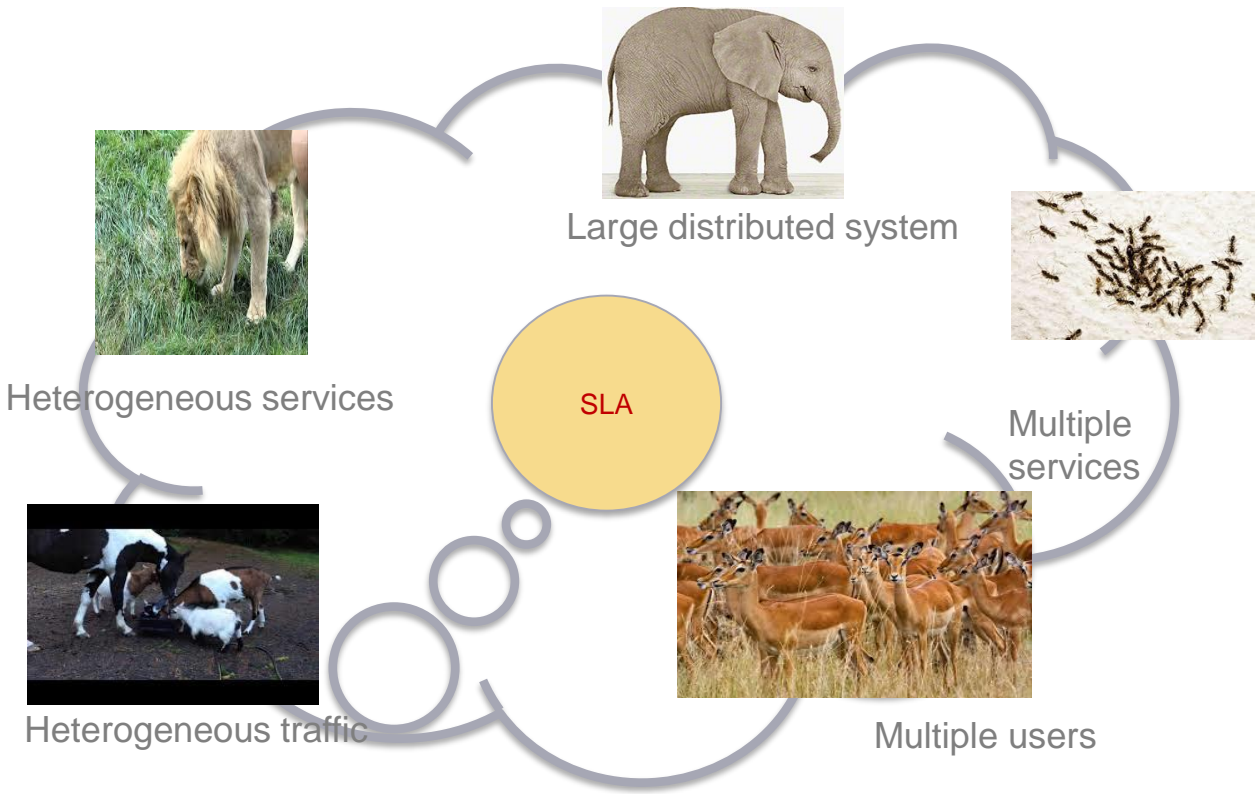 Large distributed system
Heterogeneous services
SLA
Multiple
services
Heterogeneous traffic
Multiple users